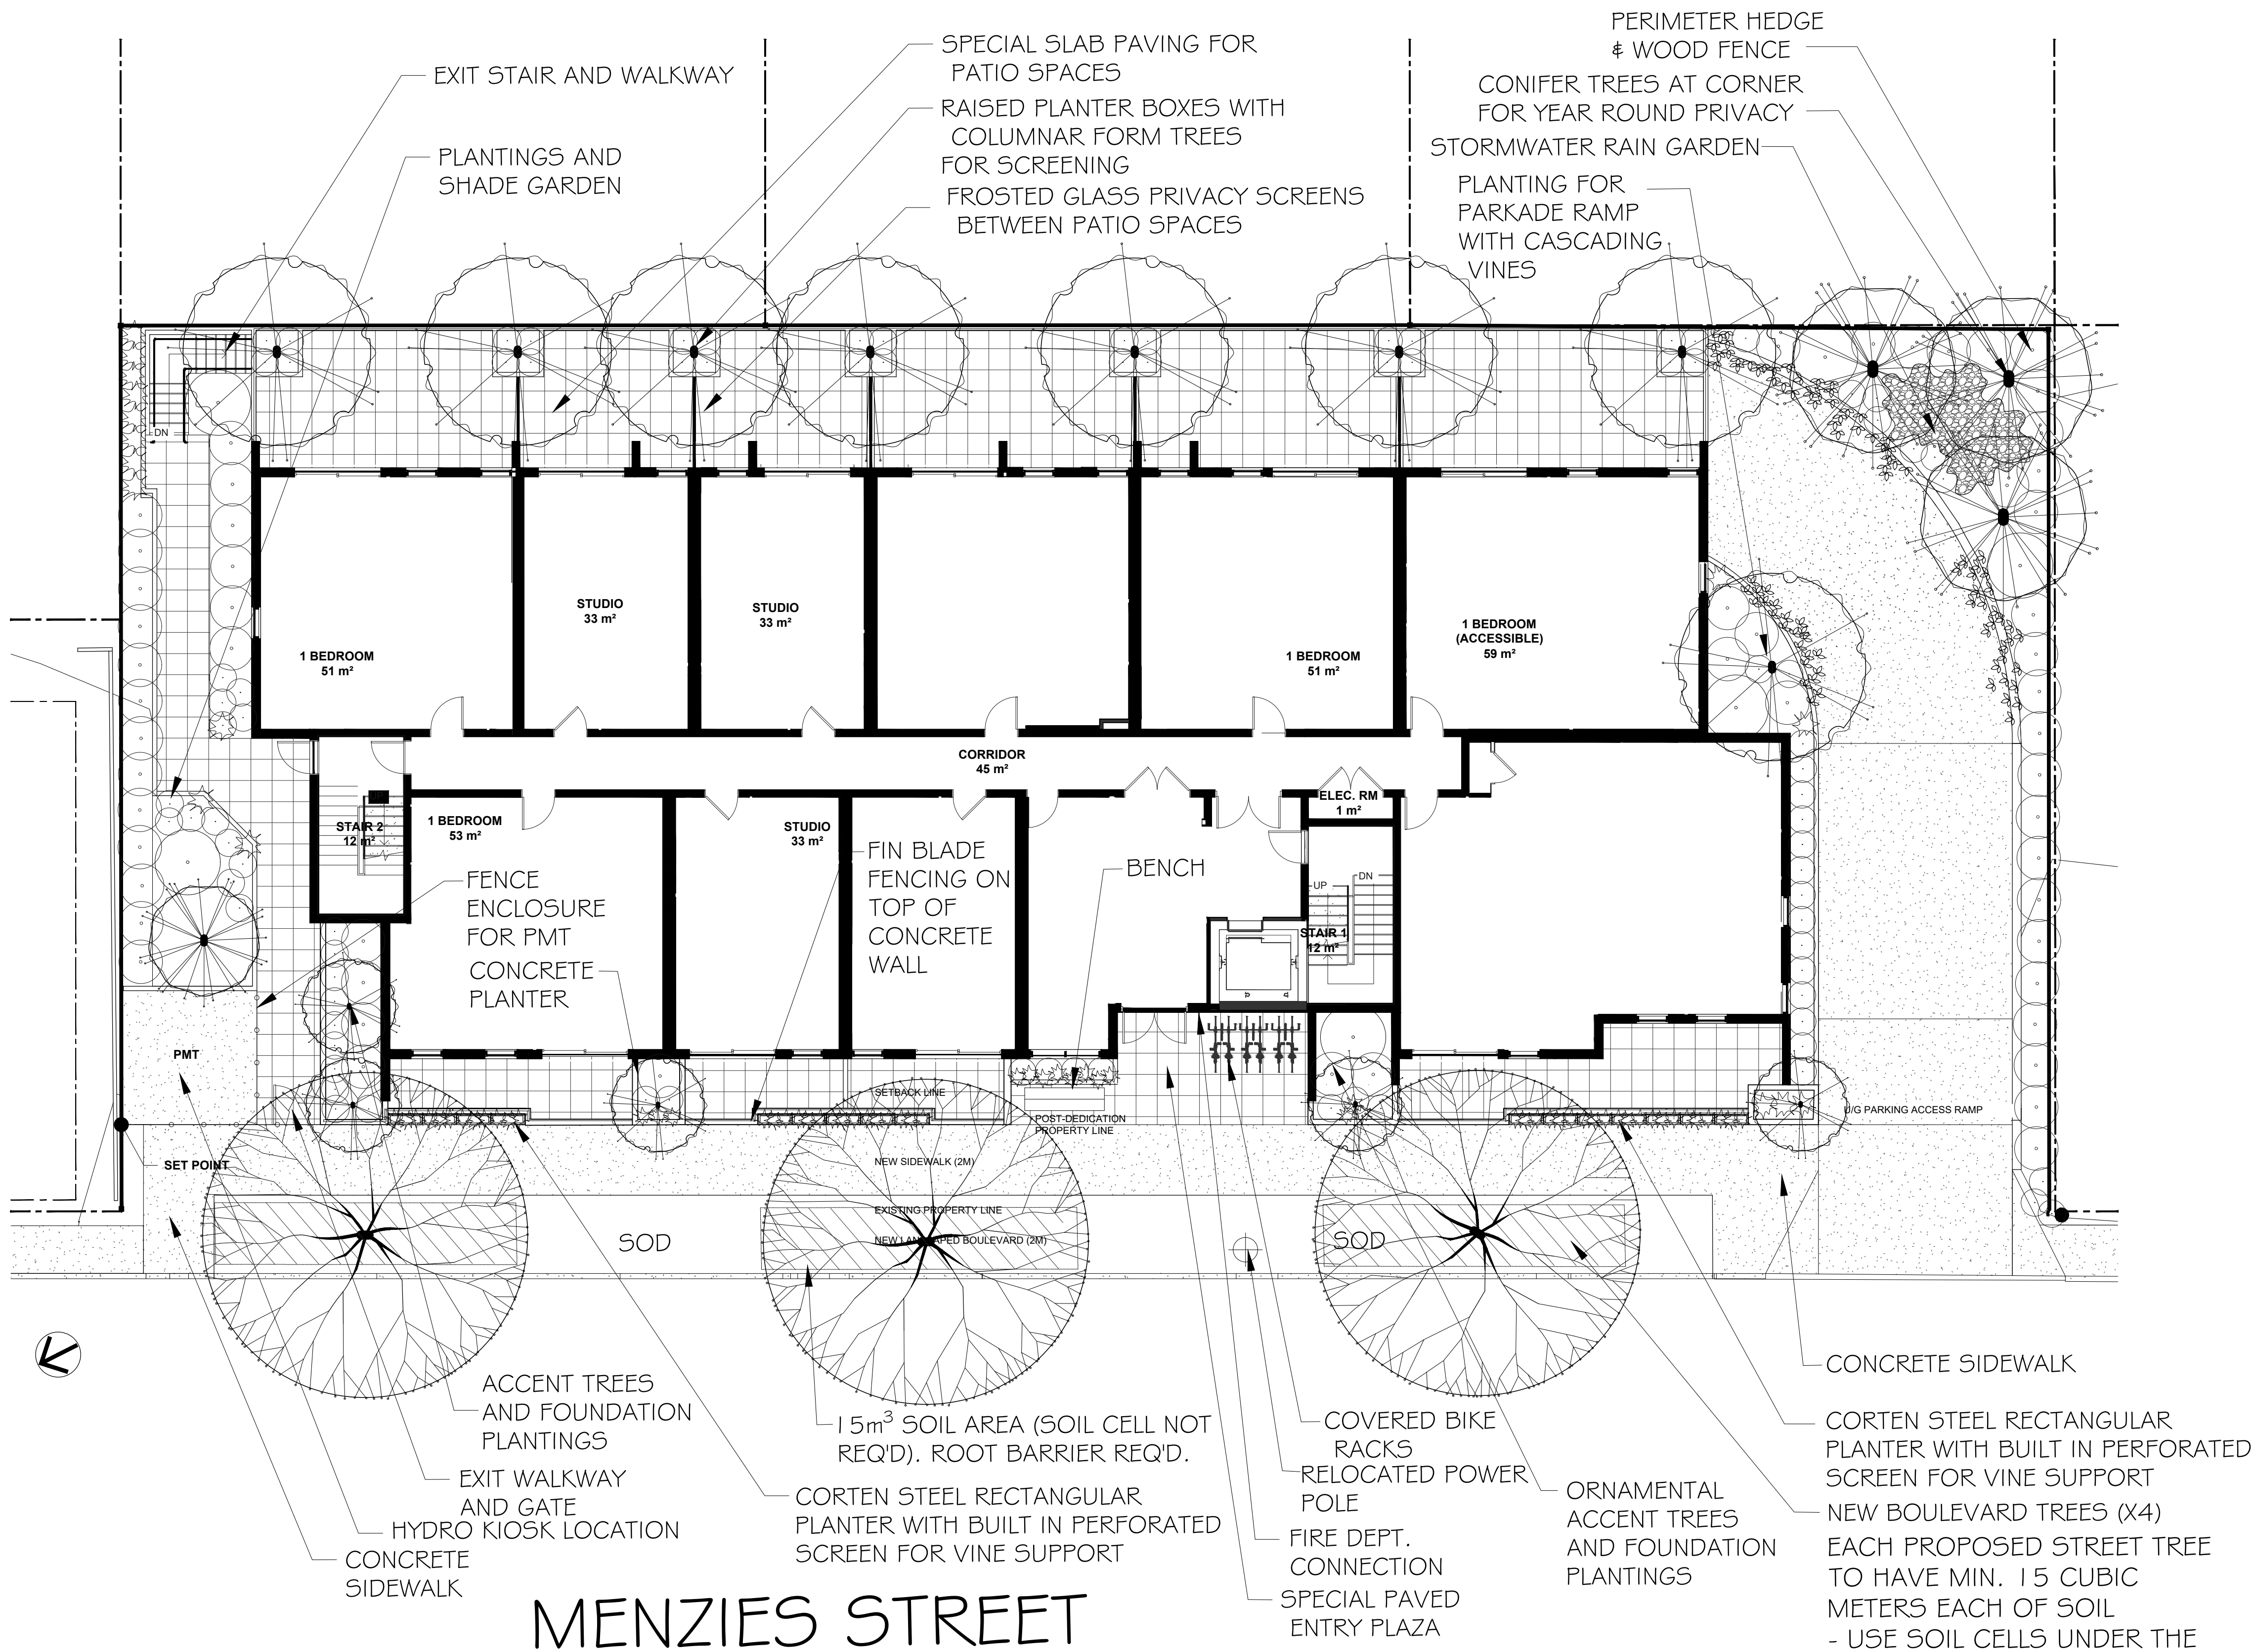 PERIMETER HEDGE
& WOOD FENCE
SPECIAL SLAB PAVING FOR
PATIO SPACES
EXIT STAIR AND WALKWAY
CONIFER TREES AT CORNER
FOR YEAR ROUND PRIVACY
RAISED PLANTER BOXES WITH
COLUMNAR FORM TREES
FOR SCREENING
STORMWATER RAIN GARDEN
PLANTINGS AND
SHADE GARDEN
PLANTING FOR
PARKADE RAMP
WITH CASCADING
VINES
FROSTED GLASS PRIVACY SCREENS
BETWEEN PATIO SPACES
DN
1 BEDROOM
51 m²
STUDIO
33 m²
STUDIO
33 m²
1 BEDROOM
51 m²
1 BEDROOM
(ACCESSIBLE)
59 m²
CORRIDOR
45 m²
STAIR 2
12 m²
1 BEDROOM
53 m²
STUDIO
33 m²
ELEC. RM
1 m²
FENCE
ENCLOSURE
FOR PMT
CONCRETE
PLANTER
FIN BLADE
FENCING ON
TOP OF
CONCRETE
WALL
BENCH
UP
DN
STAIR 1
12 m²
PMT
SETBACK LINE
POST-DEDICATION
PROPERTY LINE
U/G PARKING ACCESS RAMP
SET POINT
NEW SIDEWALK (2M)
EXISTING PROPERTY LINE
NEW LANDSCAPED BOULEVARD (2M)
SOD
SOD
ACCENT TREES
AND FOUNDATION
PLANTINGS
EXIT WALKWAY
AND GATE
HYDRO KIOSK LOCATION
CONCRETE
SIDEWALK
15m³ SOIL AREA (SOIL CELL NOT
REQ'D). ROOT BARRIER REQ'D.
CORTEN STEEL RECTANGULAR
PLANTER WITH BUILT IN PERFORATED
SCREEN FOR VINE SUPPORT
COVERED BIKE
RACKS
RELOCATED POWER
POLE
FIRE DEPT.
CONNECTION
SPECIAL PAVED
ENTRY PLAZA
ORNAMENTAL
ACCENT TREES
AND FOUNDATION
PLANTINGS
CONCRETE SIDEWALK
CORTEN STEEL RECTANGULAR
PLANTER WITH BUILT IN PERFORATED
SCREEN FOR VINE SUPPORT
NEW BOULEVARD TREES (X4)
EACH PROPOSED STREET TREE
TO HAVE MIN. 15 CUBIC
METERS EACH OF SOIL
- USE SOIL CELLS UNDER THE
MENZIES STREET